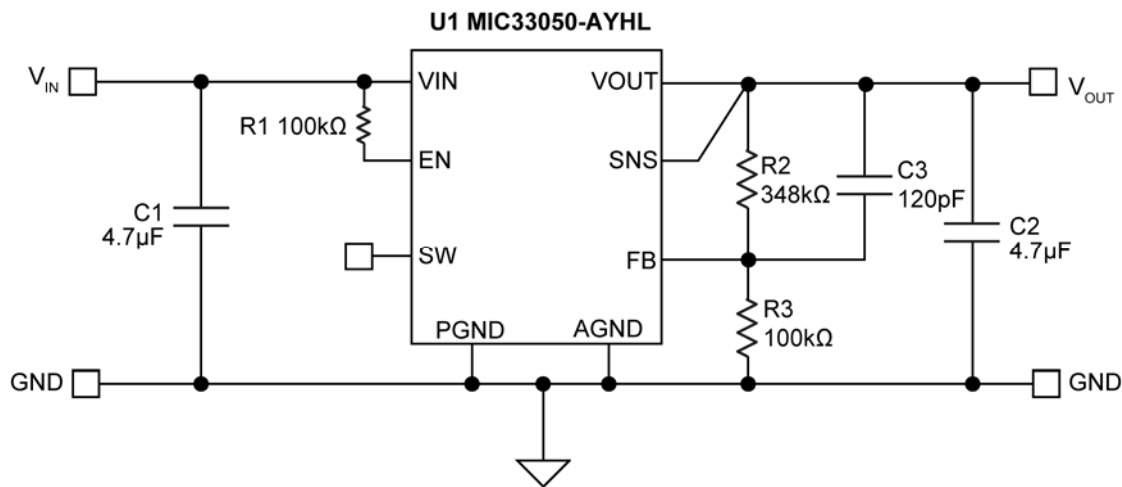 U1 MIC33050-AYHL
VIN
VIN
VOUT
VOUT
R1 100kΩ
EN
SNS
R2
348kΩ
C3
120pF
C1
4.7µF
C2
4.7µF
SW
FB
R3
100kΩ
PGND
AGND
GND
GND